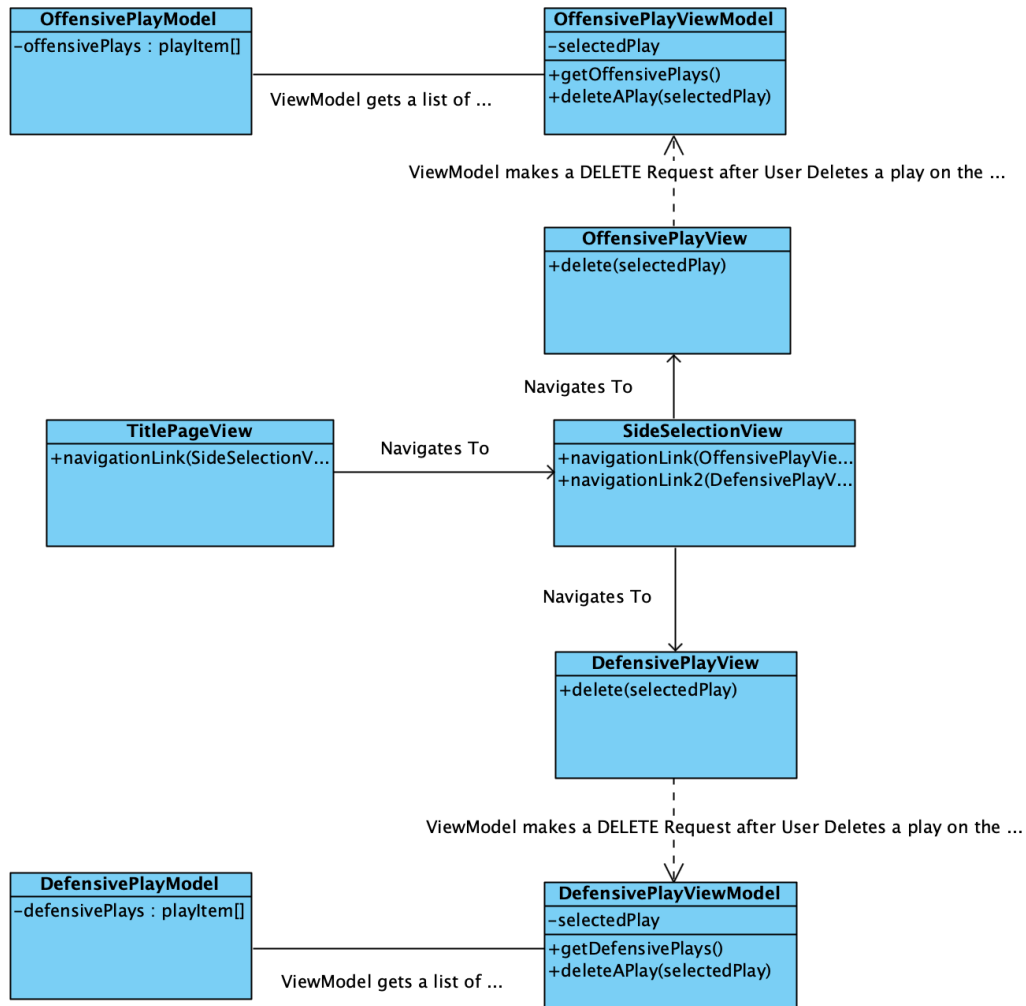 OffensivePlayModel
-offensivePlays : playItem[]
OffensivePlayViewModel
-selectedPlay
+getOffensivePlays()
+deleteAPlay(selectedPlay)
ViewModel gets a list of ...
ViewModel makes a DELETE Request after User Deletes a play on the ...
OffensivePlayView
+delete(selectedPlay)
Navigates To
TitlePageView
+navigationLink(SideSelectionV...
Navigates To
SideSelectionView
+navigationLink(OffensivePlayVie...
+navigationLink2(DefensivePlayV...
Navigates To
DefensivePlayView
+delete(selectedPlay)
ViewModel makes a DELETE Request after User Deletes a play on the ...
DefensivePlayModel
-defensivePlays : playItem[]
DefensivePlayViewModel
-selectedPlay
+getDefensivePlays()
+deleteAPlay(selectedPlay)
ViewModel gets a list of ...